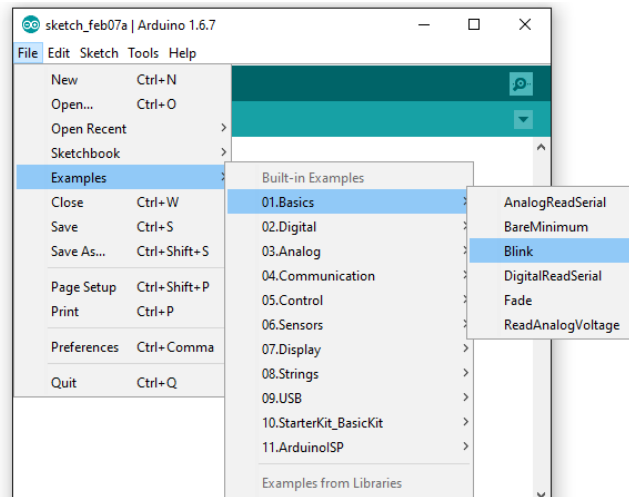 sketch_feb07a | Arduino 1.6.7
File Edit Sketch Tools Help
New Ctrl+N
Open... Ctrl+O
Open Recent
Sketchbook
Examples
Close Ctrl+W
Save Ctrl+S
Save As... Ctrl+Shift+S
Page Setup Ctrl+Shift+P
Print Ctrl+P
Preferences Ctrl+Comma
Quit Ctrl+Q
Built-in Examples
01.Basics
02.Digital
03.Analog
04.Communication
05.Control
06.Sensors
07.Display
08.Strings
09.USB
10.StarterKit_BasicKit
11.ArduinoISP
Examples from Libraries
AnalogReadSerial
BareMinimum
Blink
DigitalReadSerial
Fade
ReadAnalogVoltage